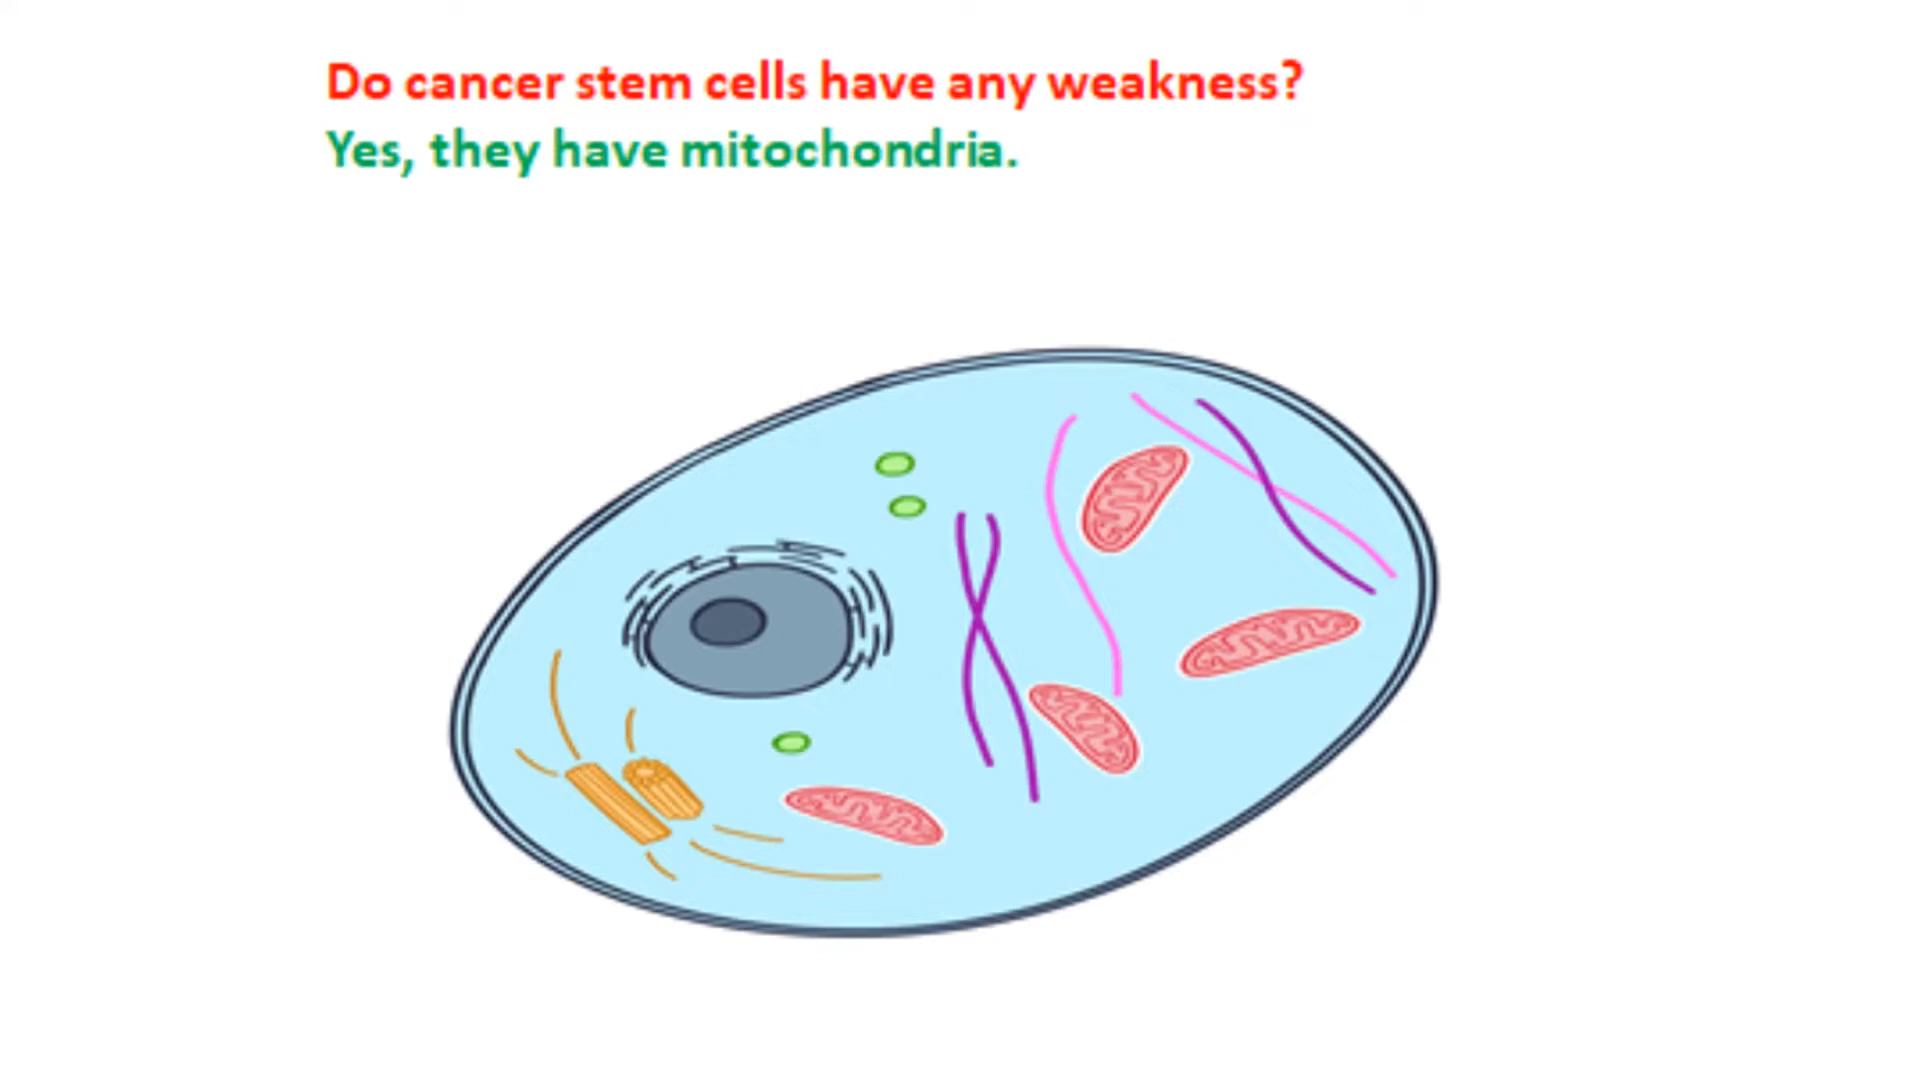 Do cancer stem cells have any weakness?
Yes, they have mitochondria.